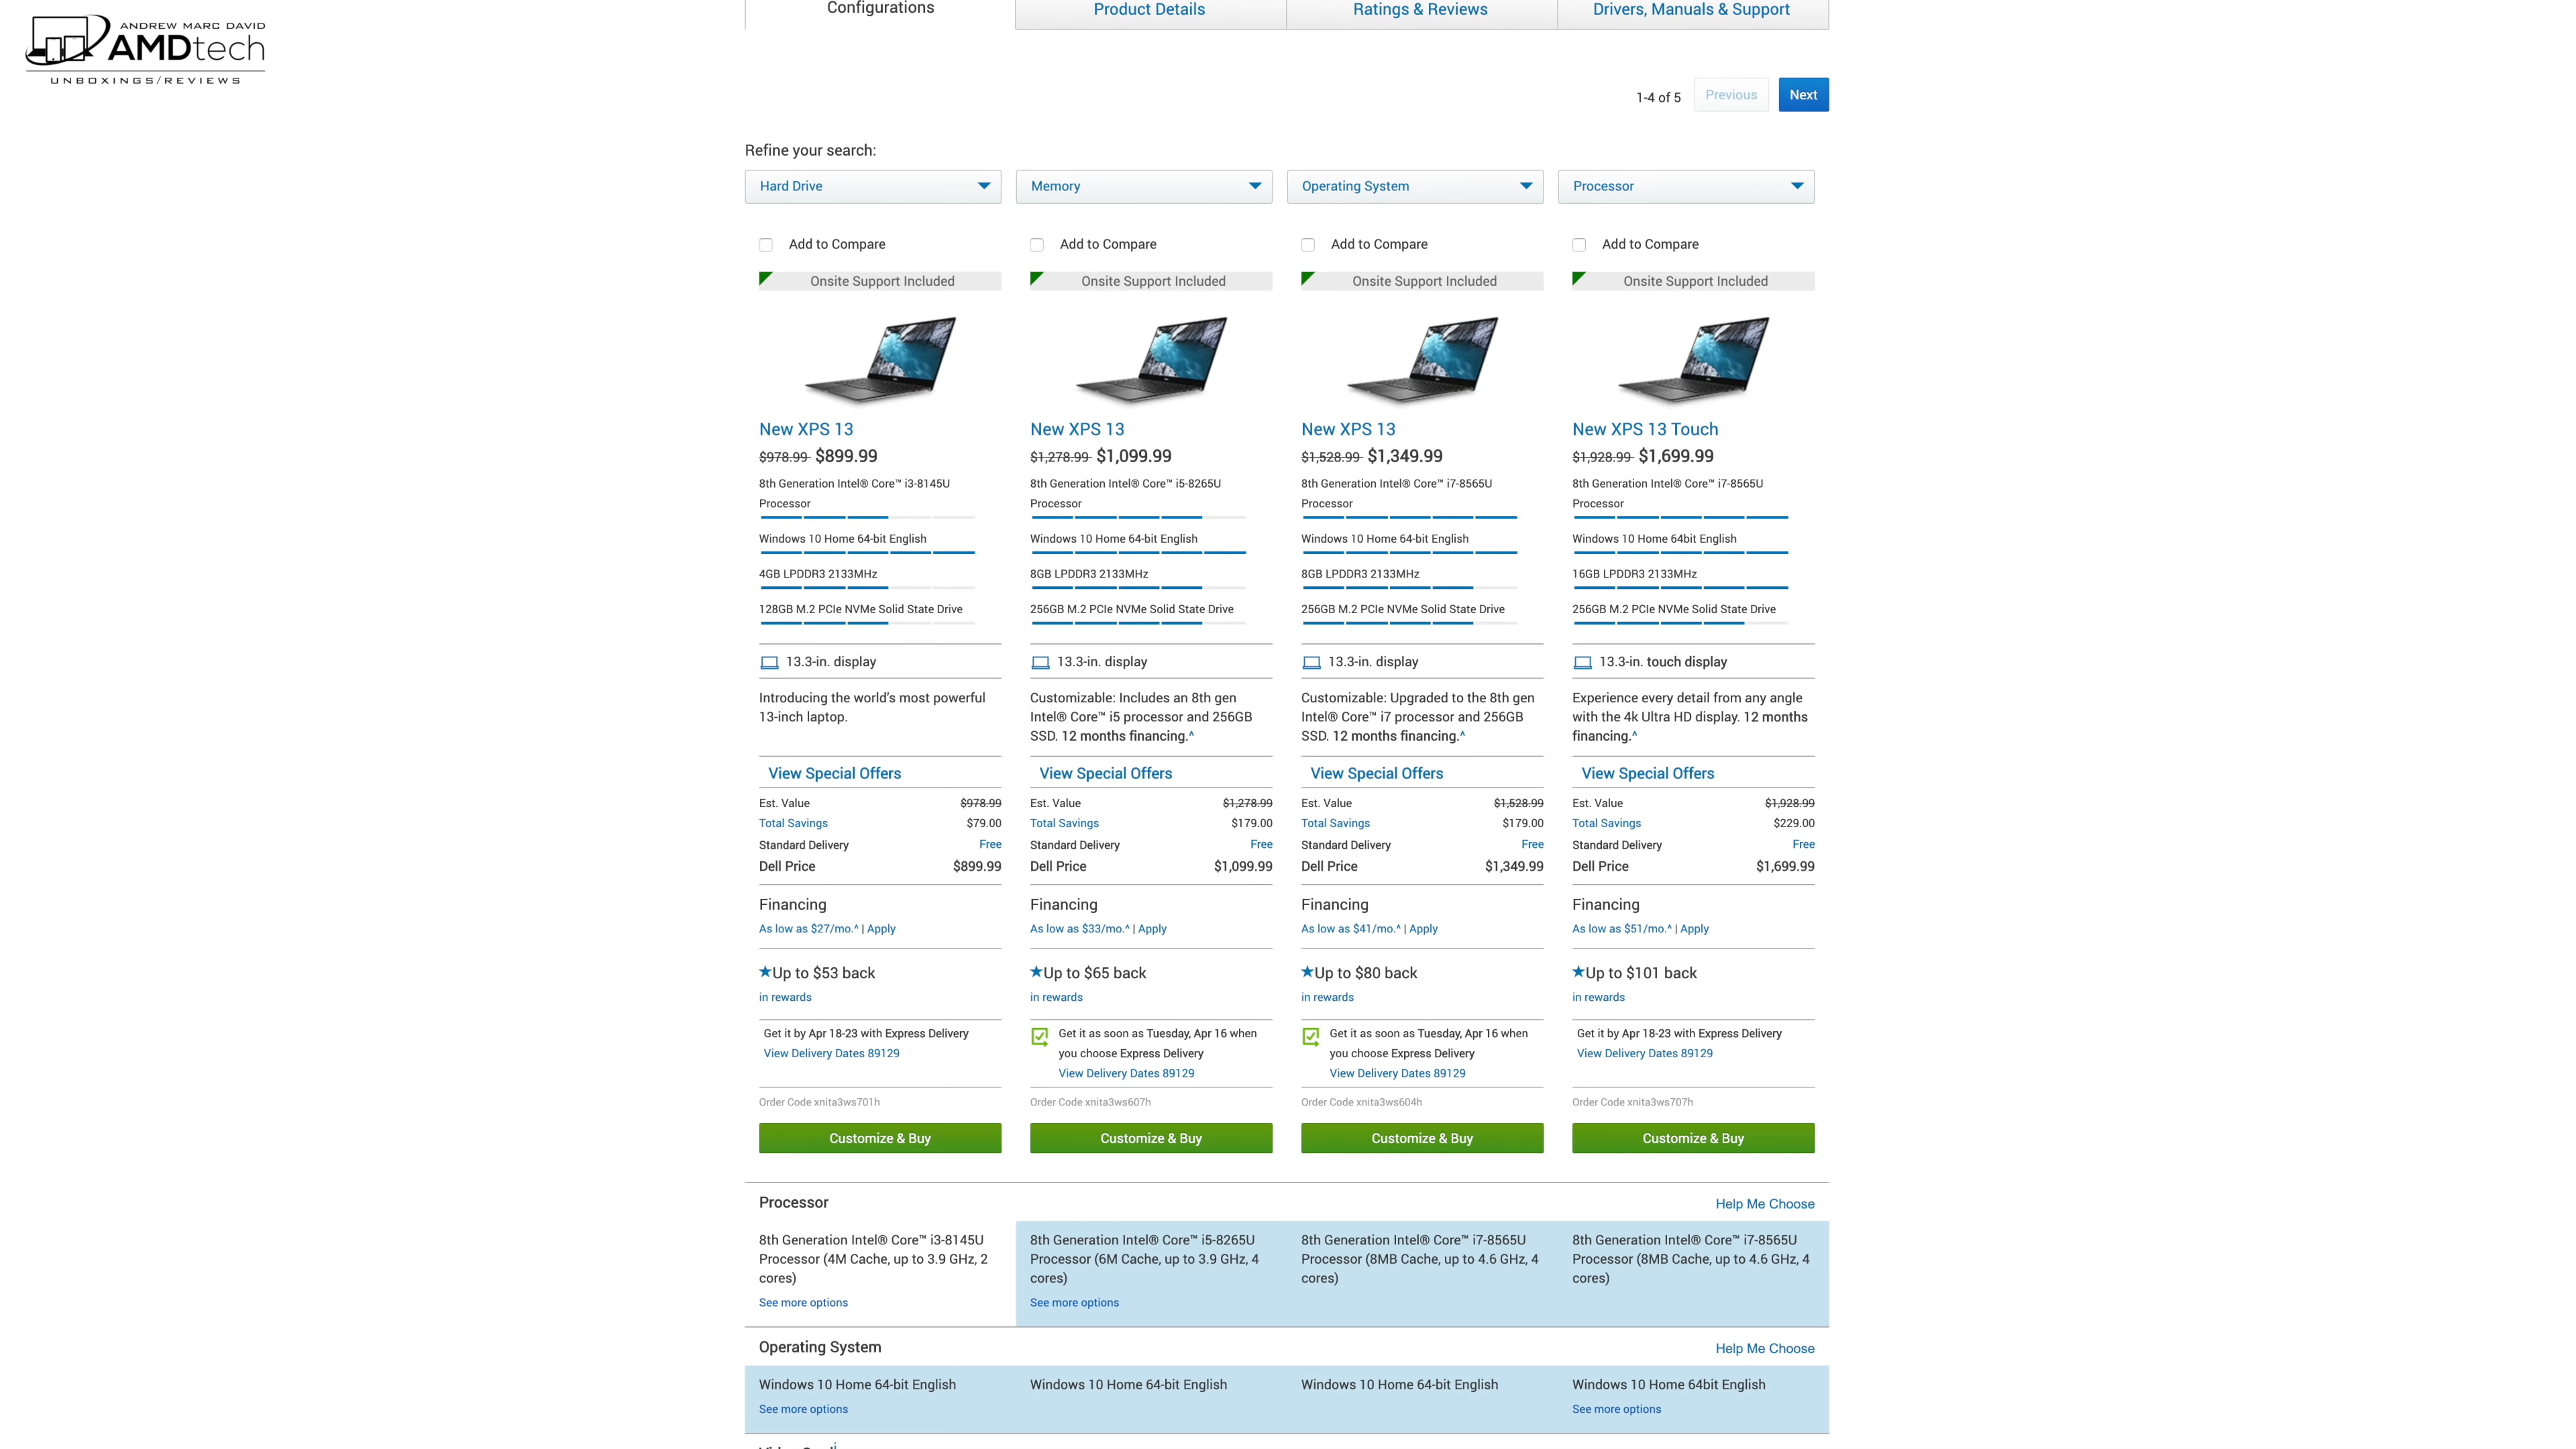 ANDREW MARC DAVID
AMDtech
UNBOXINGS/REVIEWS
Configurations
Product Details
Ratings & Reviews
Drivers, Manuals & Support
1-4 of 5
Previous
Next
Refine your search:
Hard Drive
Memory
Operating System
Processor
Add to Compare
Add to Compare
Add to Compare
Add to Compare
Onsite Support Included
Onsite Support Included
Onsite Support Included
Onsite Support Included
New XPS 13
$978.99 $899.99
8th Generation Intel® Core™ i3-8145U
Processor
Windows 10 Home 64-bit English
4GB LPDDR3 2133MHz
128GB M.2 PCIe NVMe Solid State Drive
13.3-in. display
Introducing the world's most powerful
13-inch laptop.
View Special Offers
Est. Value $978.99
Total Savings $79.00
Standard Delivery Free
Dell Price $899.99
Financing
As low as $27/mo.^ | Apply
★Up to $53 back
in rewards
Get it by Apr 18-23 with Express Delivery
View Delivery Dates 89129
Order Code xnita3ws701h
Customize & Buy
New XPS 13
$1,278.99 $1,099.99
8th Generation Intel® Core™ i5-8265U
Processor
Windows 10 Home 64-bit English
8GB LPDDR3 2133MHz
256GB M.2 PCIe NVMe Solid State Drive
13.3-in. display
Customizable: Includes an 8th gen
Intel® Core™ i5 processor and 256GB
SSD. 12 months financing.^
View Special Offers
Est. Value $1,278.99
Total Savings $179.00
Standard Delivery Free
Dell Price $1,099.99
Financing
As low as $33/mo.^ | Apply
★Up to $65 back
in rewards
Get it as soon as Tuesday, Apr 16 when
you choose Express Delivery
View Delivery Dates 89129
Order Code xnita3ws607h
Customize & Buy
New XPS 13
$1,528.99 $1,349.99
8th Generation Intel® Core™ i7-8565U
Processor
Windows 10 Home 64-bit English
8GB LPDDR3 2133MHz
256GB M.2 PCIe NVMe Solid State Drive
13.3-in. display
Customizable: Upgraded to the 8th gen
Intel® Core™ i7 processor and 256GB
SSD. 12 months financing.^
View Special Offers
Est. Value $1,528.99
Total Savings $179.00
Standard Delivery Free
Dell Price $1,349.99
Financing
As low as $41/mo.^ | Apply
★Up to $80 back
in rewards
Get it as soon as Tuesday, Apr 16 when
you choose Express Delivery
View Delivery Dates 89129
Order Code xnita3ws604h
Customize & Buy
New XPS 13 Touch
$1,928.99 $1,699.99
8th Generation Intel® Core™ i7-8565U
Processor
Windows 10 Home 64bit English
16GB LPDDR3 2133MHz
256GB M.2 PCIe NVMe Solid State Drive
13.3-in. touch display
Experience every detail from any angle
with the 4k Ultra HD display. 12 months
financing.^
View Special Offers
Est. Value $1,928.99
Total Savings $229.00
Standard Delivery Free
Dell Price $1,699.99
Financing
As low as $51/mo.^ | Apply
★Up to $101 back
in rewards
Get it by Apr 18-23 with Express Delivery
View Delivery Dates 89129
Order Code xnita3ws707h
Customize & Buy
Processor
Help Me Choose
8th Generation Intel® Core™ i3-8145U
Processor (4M Cache, up to 3.9 GHz, 2
cores)
See more options
8th Generation Intel® Core™ i5-8265U
Processor (6M Cache, up to 3.9 GHz, 4
cores)
See more options
8th Generation Intel® Core™ i7-8565U
Processor (8MB Cache, up to 4.6 GHz, 4
cores)
8th Generation Intel® Core™ i7-8565U
Processor (8MB Cache, up to 4.6 GHz, 4
cores)
Operating System
Help Me Choose
Windows 10 Home 64-bit English
See more options
Windows 10 Home 64-bit English
Windows 10 Home 64-bit English
Windows 10 Home 64bit English
See more options